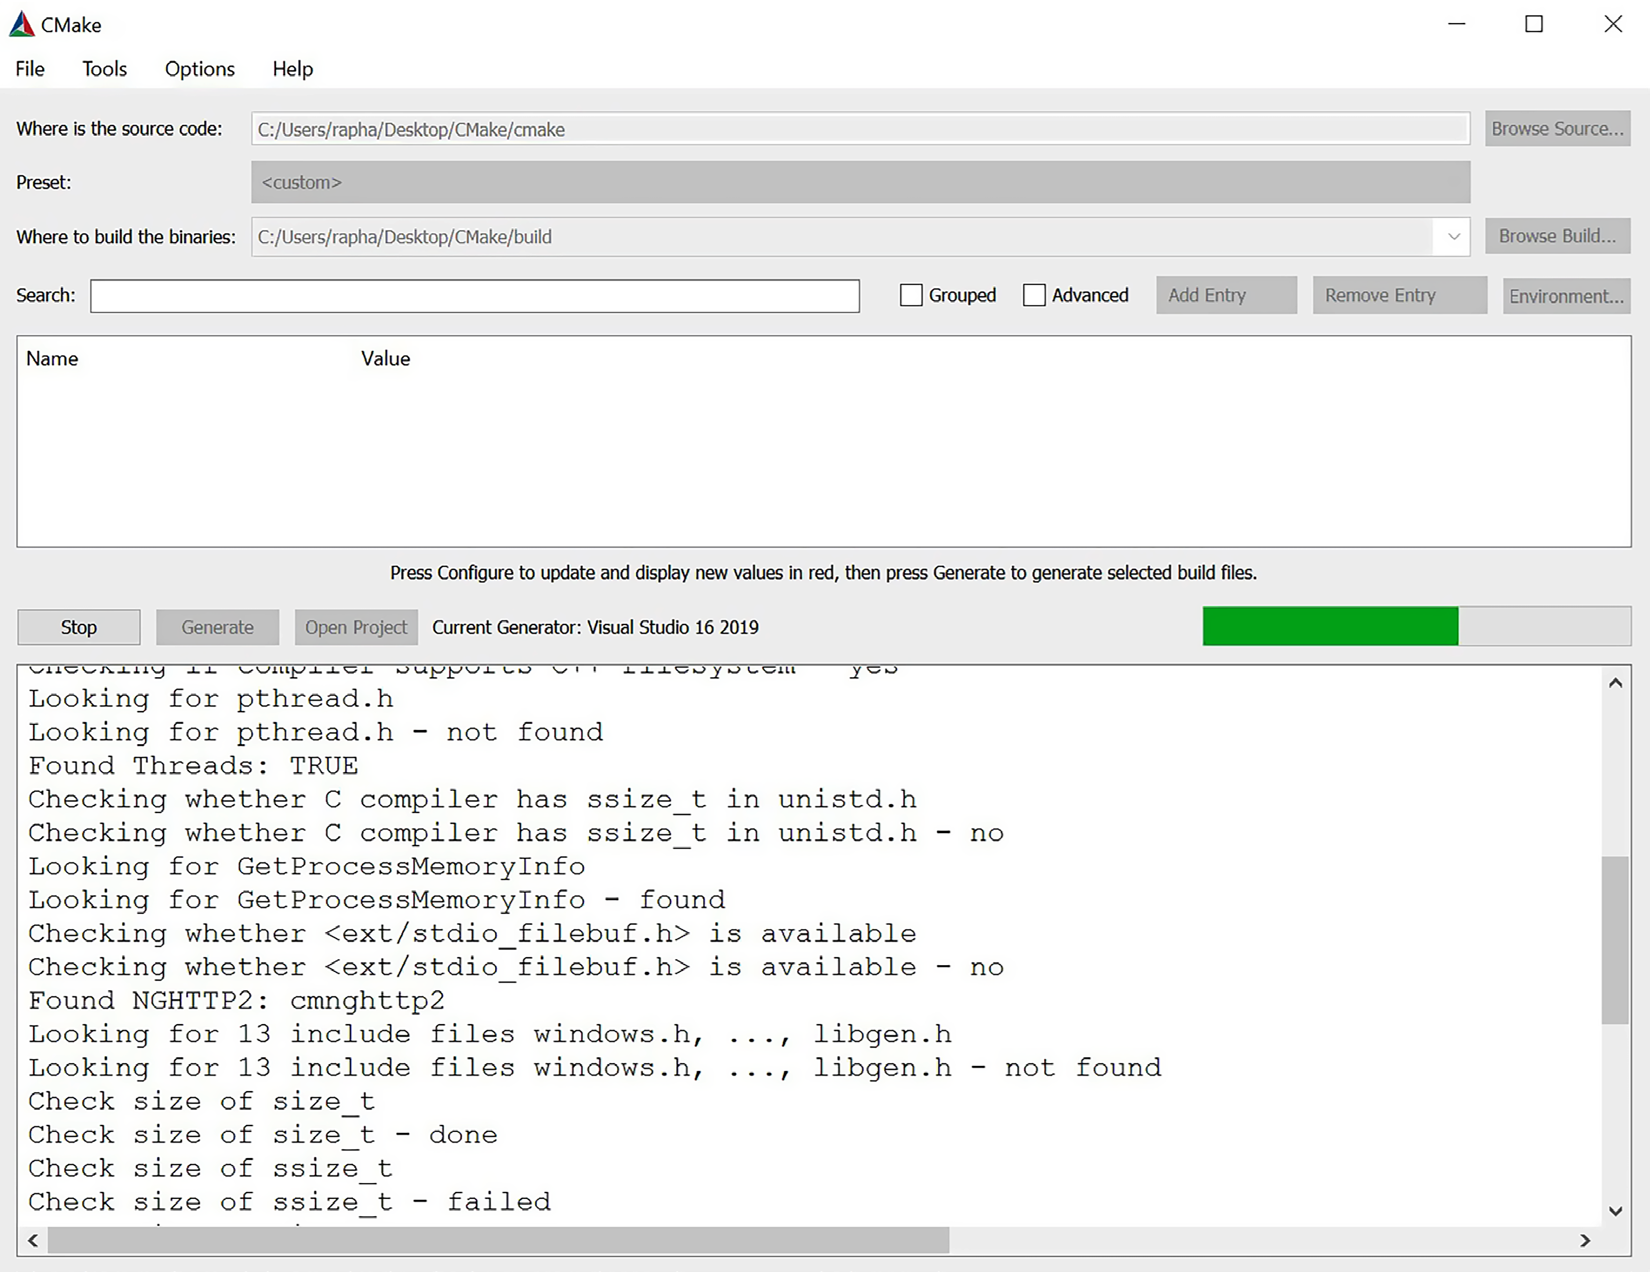 CMake
File Tools Options Help
Where is the source code: C:/Users/rapha/Desktop/CMake/cmake Browse Source...
Preset: <custom>
Where to build the binaries: C:/Users/rapha/Desktop/CMake/build Browse Build...
Search: Grouped Advanced Add Entry Remove Entry Environment...
Name Value
Press Configure to update and display new values in red, then press Generate to generate selected build files.
Stop Generate Open Project Current Generator: Visual Studio 16 2019
Checking if compiler supports C++ filesystem - yes
Looking for pthread.h
Looking for pthread.h - not found
Found Threads: TRUE
Checking whether C compiler has ssize_t in unistd.h
Checking whether C compiler has ssize_t in unistd.h - no
Looking for GetProcessMemoryInfo
Looking for GetProcessMemoryInfo - found
Checking whether <ext/stdio_filebuf.h> is available
Checking whether <ext/stdio_filebuf.h> is available - no
Found NGHTTP2: cmnghttp2
Looking for 13 include files windows.h, ..., libgen.h
Looking for 13 include files windows.h, ..., libgen.h - not found
Check size of size_t
Check size of size_t - done
Check size of ssize_t
Check size of ssize_t - failed